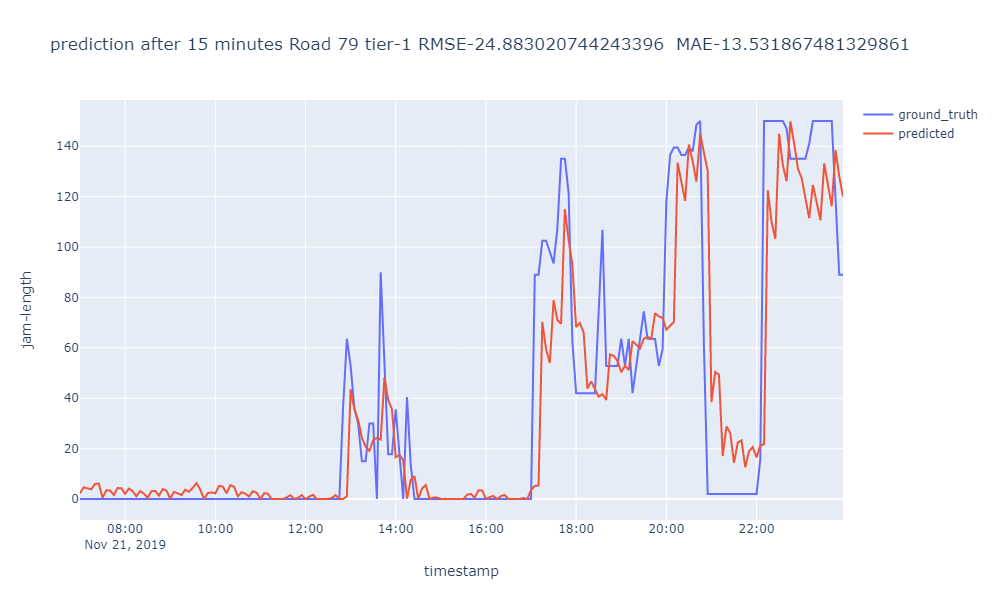 prediction after 15 minutes Road 79 tier-1 RMSE-24.883020744243396  MAE-13.531867481329861
ground_truth
predicted
140
120
100
80
60
40
20
0
jam-length
08:00 10:00 12:00 14:00 16:00 18:00 20:00 22:00
Nov 21, 2019
timestamp